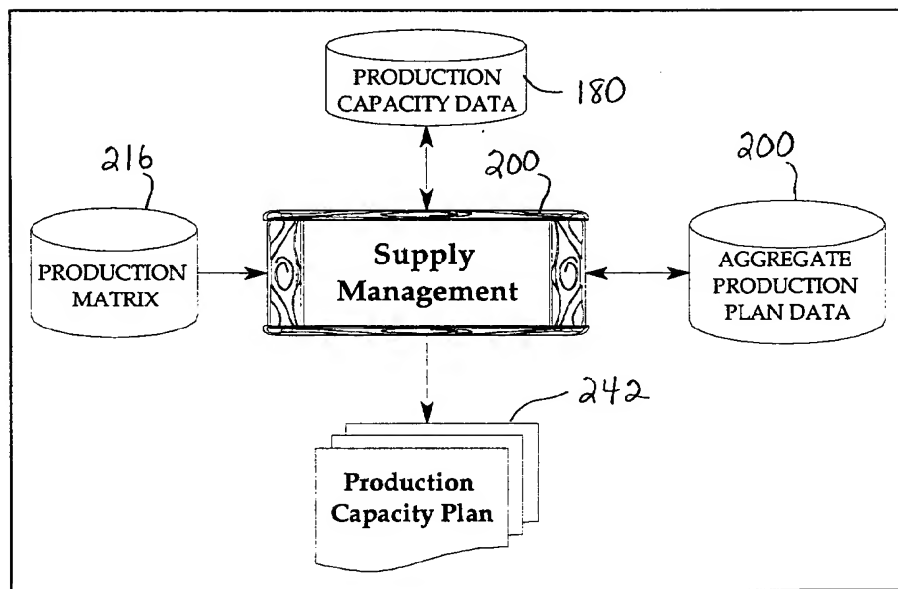 PRODUCTION
CAPACITY DATA
180
216
200
200
PRODUCTION
MATRIX
Supply
Management
AGGREGATE
PRODUCTION
PLAN DATA
242
Production
Capacity Plan